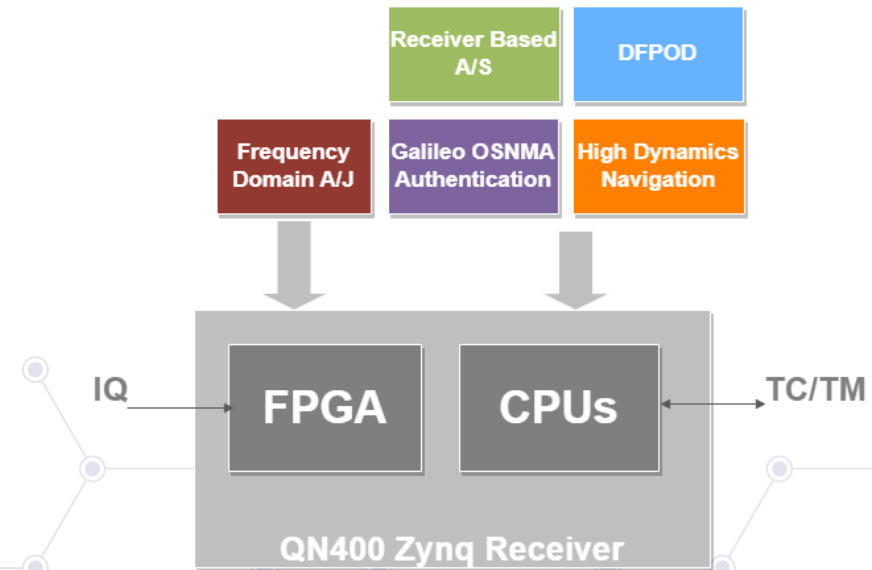 Receiver Based
A/S
DFPOD
Frequency
Domain A/J
Galileo OSNMA
Authentication
High Dynamics
Navigation
IQ
FPGA
CPUs
TC/TM
QN400 Zynq Receiver